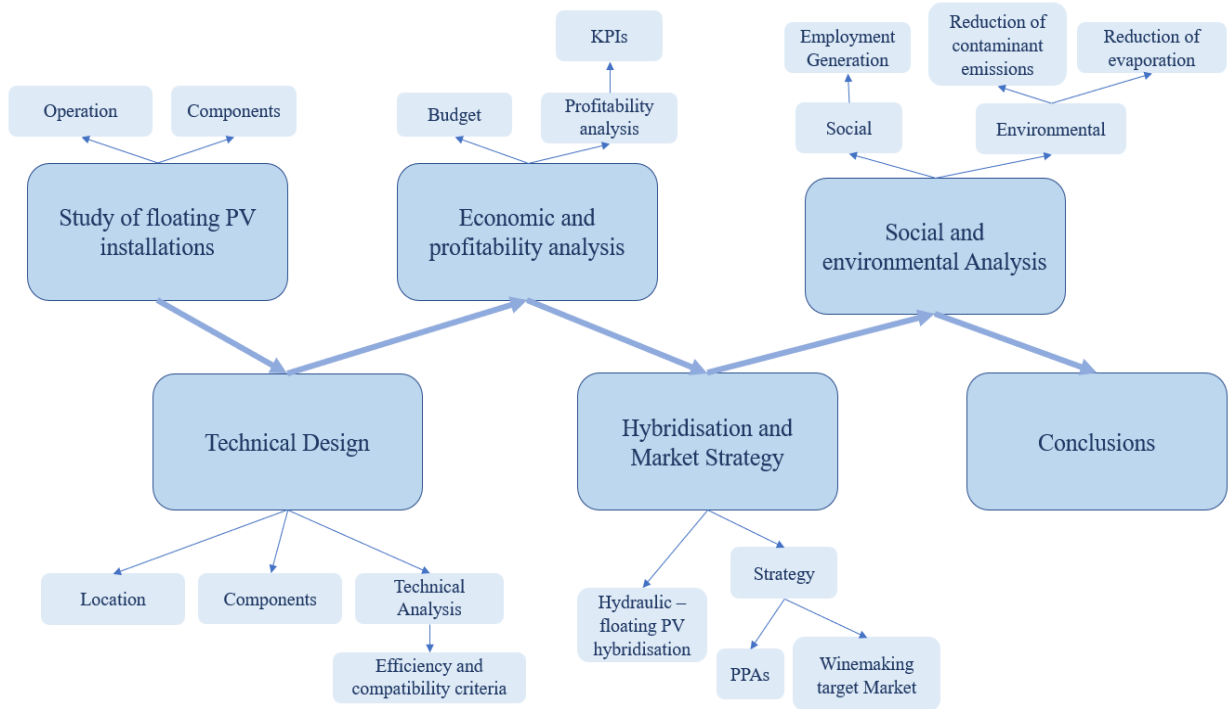 KPIs
Employment
Generation
Reduction of
contaminant
emissions
Reduction of
evaporation
Operation
Components
Budget
Profitability
analysis
Social
Environmental
Study of floating PV
installations
Economic and
profitability analysis
Social and
environmental Analysis
Technical Design
Hybridisation and
Market Strategy
Conclusions
Location
Components
Technical
Analysis
Efficiency and
compatibility criteria
Hydraulic –
floating PV
hybridisation
Strategy
PPAs
Winemaking
target Market